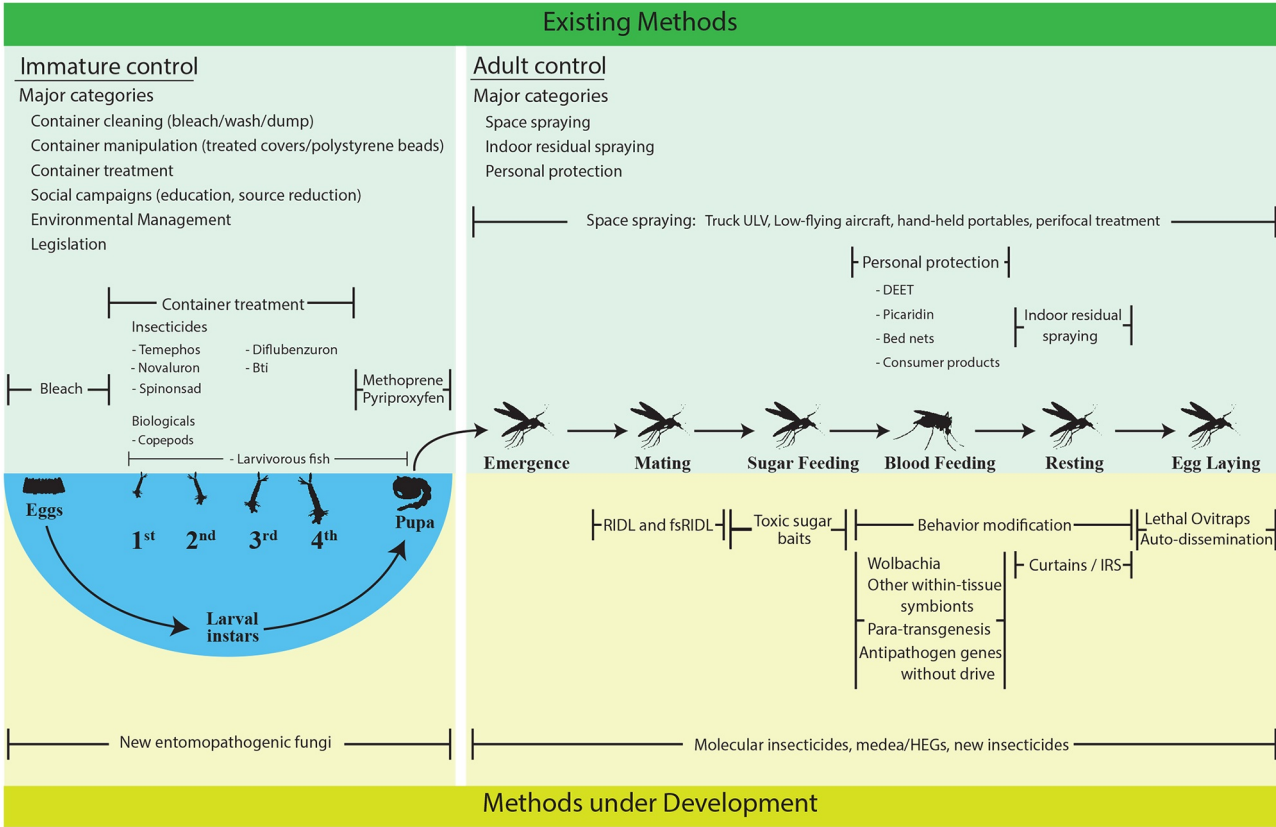 Existing Methods
Immature control
Major categories
Container cleaning (bleach/wash/dump)
Container manipulation (treated covers/polystyrene beads)
Container treatment
Social campaigns (education, source reduction)
Environmental Management
Legislation
Container treatment
Insecticides
- Temephos
- Novaluron
- Spinonsad
- Diflubenzuron
- Bti
Bleach
Methoprene
Pyriproxyfen
Biologicals
- Copepods
- Larvivorous fish
Eggs
1st
2nd
3rd
4th
Pupa
Larval
instars
New entomopathogenic fungi
Adult control
Major categories
Space spraying
Indoor residual spraying
Personal protection
Space spraying: Truck ULV, Low-flying aircraft, hand-held portables, perifocal treatment
Personal protection
- DEET
- Picaridin
- Bed nets
- Consumer products
Indoor residual
spraying
Emergence
Mating
Sugar Feeding
Blood Feeding
Resting
Egg Laying
RIDL and fsRIDL
Toxic sugar
baits
Behavior modification
Lethal Ovitraps
Auto-dissemination
Wolbachia
Other within-tissue
symbionts
Para-transgenesis
Antipathogen genes
without drive
Curtains / IRS
Molecular insecticides, medea/HEGs, new insecticides
Methods under Development